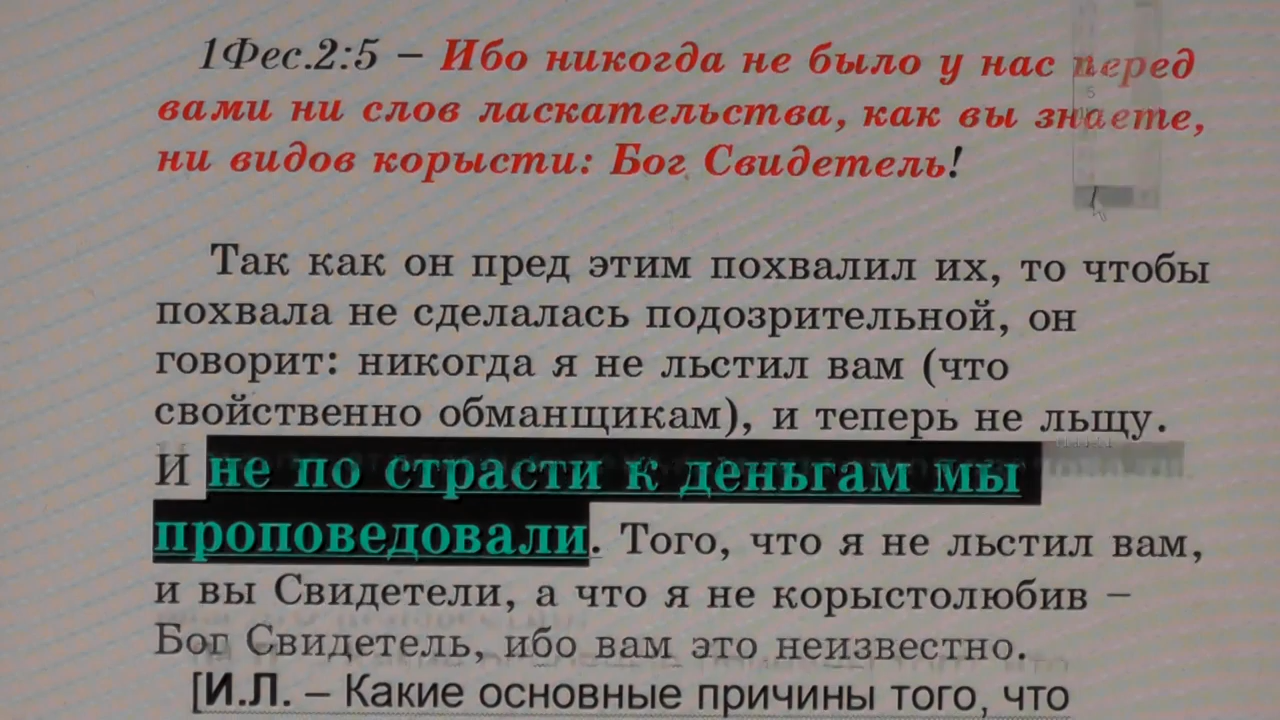 1Фес.2:5 – Ибо никогда не было у нас перед
вами ни слов ласкательства, как вы знаете,
ни видов корысти: Бог Свидетель!
Так как он пред этим похвалил их, то чтобы
похвала не сделалась подозрительной, он
говорит: никогда я не льстил вам (что
свойственно обманщикам), и теперь не льщу.
И не по страсти к деньгам мы
проповедовали. Того, что я не льстил вам,
и вы Свидетели, а что я не корыстолюбив –
Бог Свидетель, ибо вам это неизвестно.
[И.Л. – Какие основные причины того, что